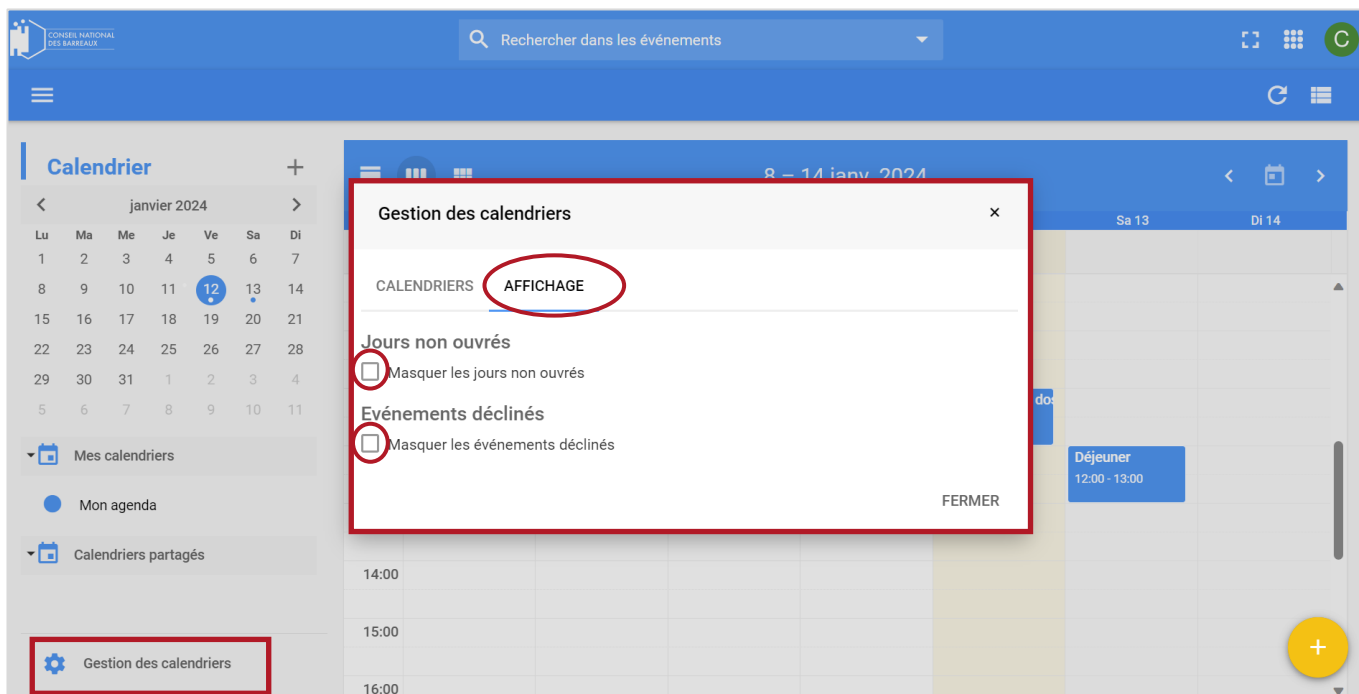 CONSEIL NATIONAL
DES BARREAUX
Rechercher dans les événements
C
Calendrier
janvier 2024
Lu Ma Me Je Ve Sa Di
1 2 3 4 5 6 7
8 9 10 11 12 13 14
15 16 17 18 19 20 21
22 23 24 25 26 27 28
29 30 31 1 2 3 4
5 6 7 8 9 10 11
Mes calendriers
Mon agenda
Calendriers partagés
Gestion des calendriers
8 – 14 janv. 2024
Sa 13 Di 14
Gestion des calendriers
CALENDRIERS AFFICHAGE
Jours non ouvrés
Masquer les jours non ouvrés
Evénements déclinés
Masquer les événements déclinés
FERMER
Déjeuner
12:00 - 13:00
14:00
15:00
16:00